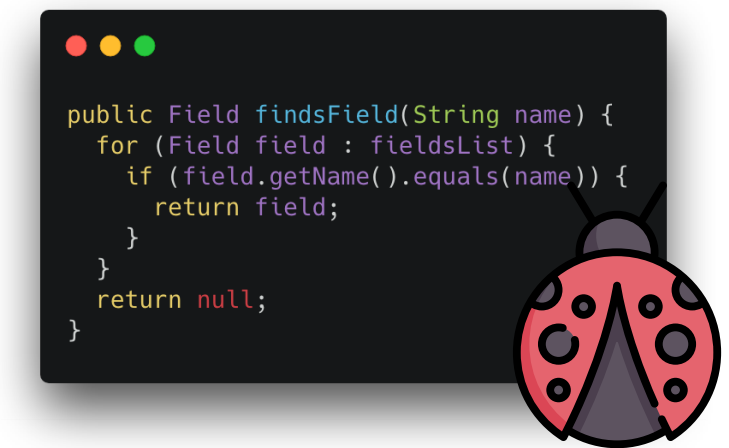 public Field findsField(String name) {
  for (Field field : fieldsList) {
    if (field.getName().equals(name)) {
      return field;
    }
  }
  return null;
}